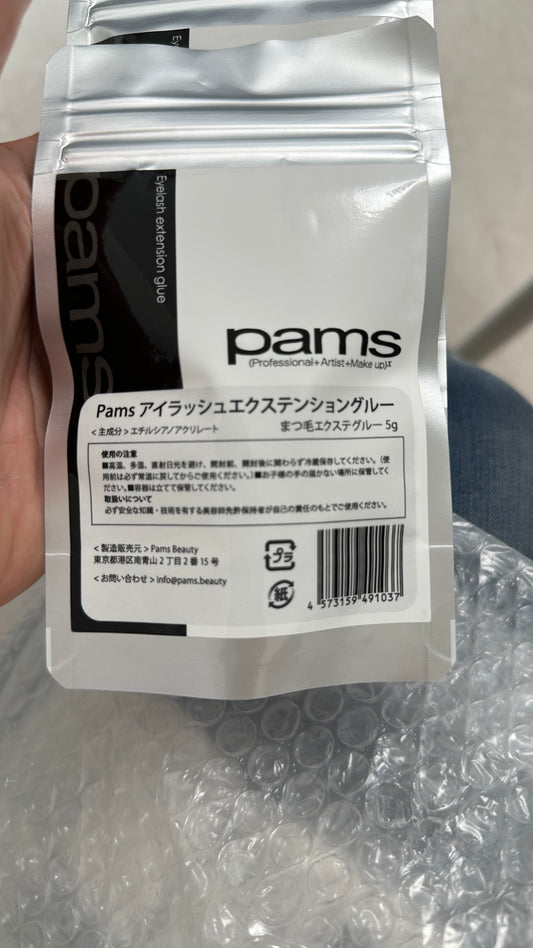 Eyelash extension glue
pams
pams
(Professional+Artist+Make up)x
Pams アイラッシュエクステンショングルー
<主成分>エチルシアノアクリレート
まつ毛エクステグルー 5g
使用の注意
■高温、多湿、直射日光を避け、開封前、開封後に関わらず冷蔵保存してください。(使
用前は必ず常温に戻してからご使用ください。)■お子様の手の届かない場所に保管してく
ださい。■容器は立てて保管してください。
取扱いについて
必ず安全な知識・技術を有する美容師免許保持者が自己の責任のもとでご使用ください。
<製造販売元> Pams Beauty
東京都港区南青山2丁目2番15号
<お問い合わせ> info@pams.beauty
プラ
紙
4 573159 491037